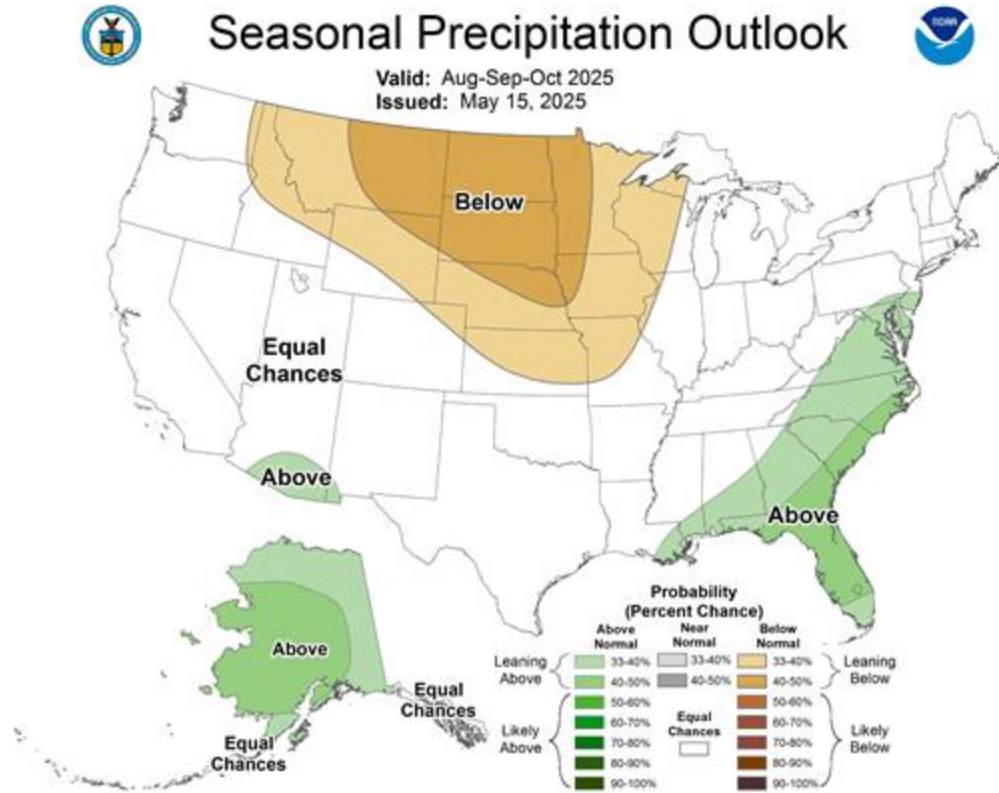 Seasonal Precipitation Outlook
NOAA
Valid: Aug-Sep-Oct 2025
Issued: May 15, 2025
Below
Equal
Chances
Above
Above
Above
Equal
Chances
Equal
Chances
Probability
(Percent Chance)
Above
Normal
Near
Normal
Below
Normal
Leaning
Above
33-40%
33-40%
33-40%
Leaning
Below
40-50%
40-50%
40-50%
Likely
Above
50-60%
60-70%
70-80%
80-90%
90-100%
Equal
Chances
50-60%
60-70%
70-80%
80-90%
90-100%
Likely
Below